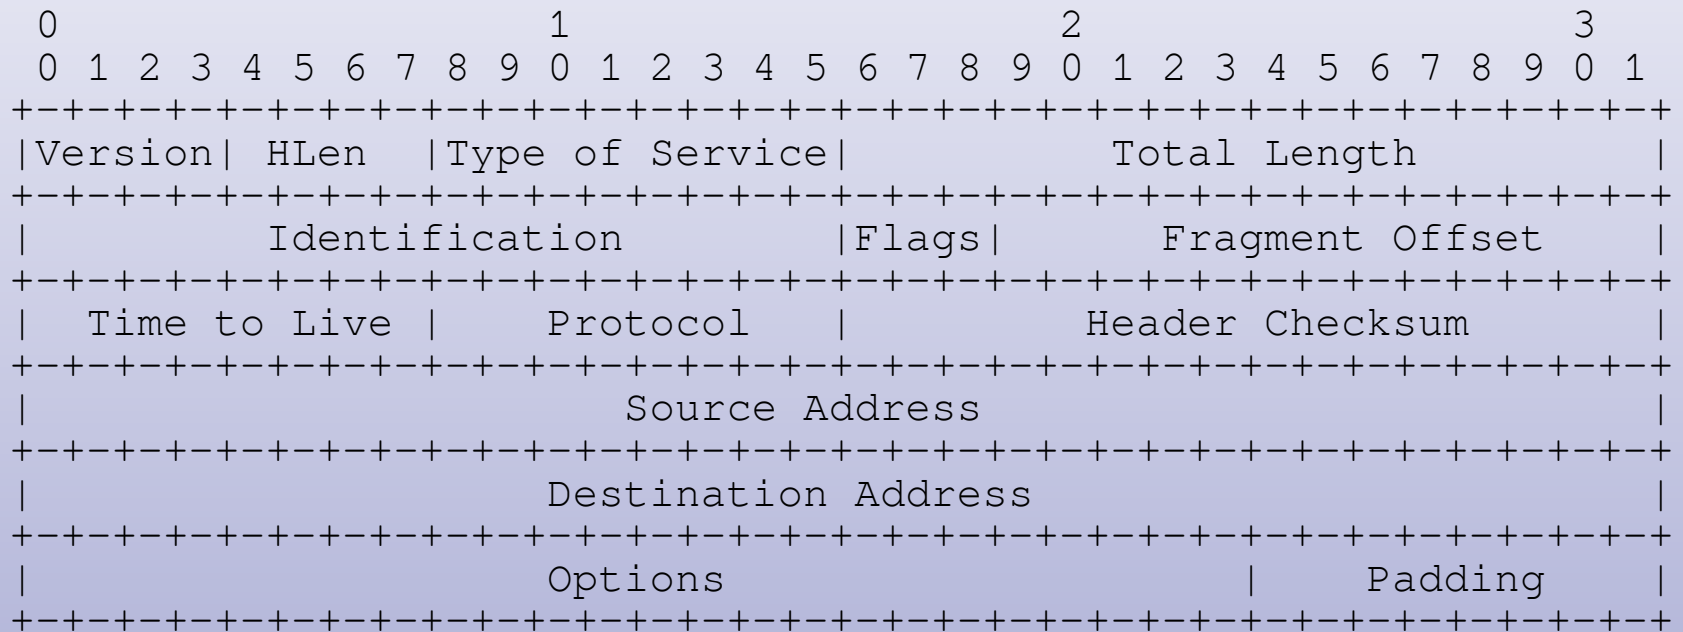 0                   1                   2                   3
 0 1 2 3 4 5 6 7 8 9 0 1 2 3 4 5 6 7 8 9 0 1 2 3 4 5 6 7 8 9 0 1
+-+-+-+-+-+-+-+-+-+-+-+-+-+-+-+-+-+-+-+-+-+-+-+-+-+-+-+-+-+-+-+-+
|Version| HLen  |Type of Service|          Total Length         |
+-+-+-+-+-+-+-+-+-+-+-+-+-+-+-+-+-+-+-+-+-+-+-+-+-+-+-+-+-+-+-+-+
|         Identification        |Flags|      Fragment Offset    |
+-+-+-+-+-+-+-+-+-+-+-+-+-+-+-+-+-+-+-+-+-+-+-+-+-+-+-+-+-+-+-+-+
|  Time to Live |    Protocol   |         Header Checksum       |
+-+-+-+-+-+-+-+-+-+-+-+-+-+-+-+-+-+-+-+-+-+-+-+-+-+-+-+-+-+-+-+-+
|                       Source Address                          |
+-+-+-+-+-+-+-+-+-+-+-+-+-+-+-+-+-+-+-+-+-+-+-+-+-+-+-+-+-+-+-+-+
|                    Destination Address                        |
+-+-+-+-+-+-+-+-+-+-+-+-+-+-+-+-+-+-+-+-+-+-+-+-+-+-+-+-+-+-+-+-+
|                    Options                    |    Padding    |
+-+-+-+-+-+-+-+-+-+-+-+-+-+-+-+-+-+-+-+-+-+-+-+-+-+-+-+-+-+-+-+-+